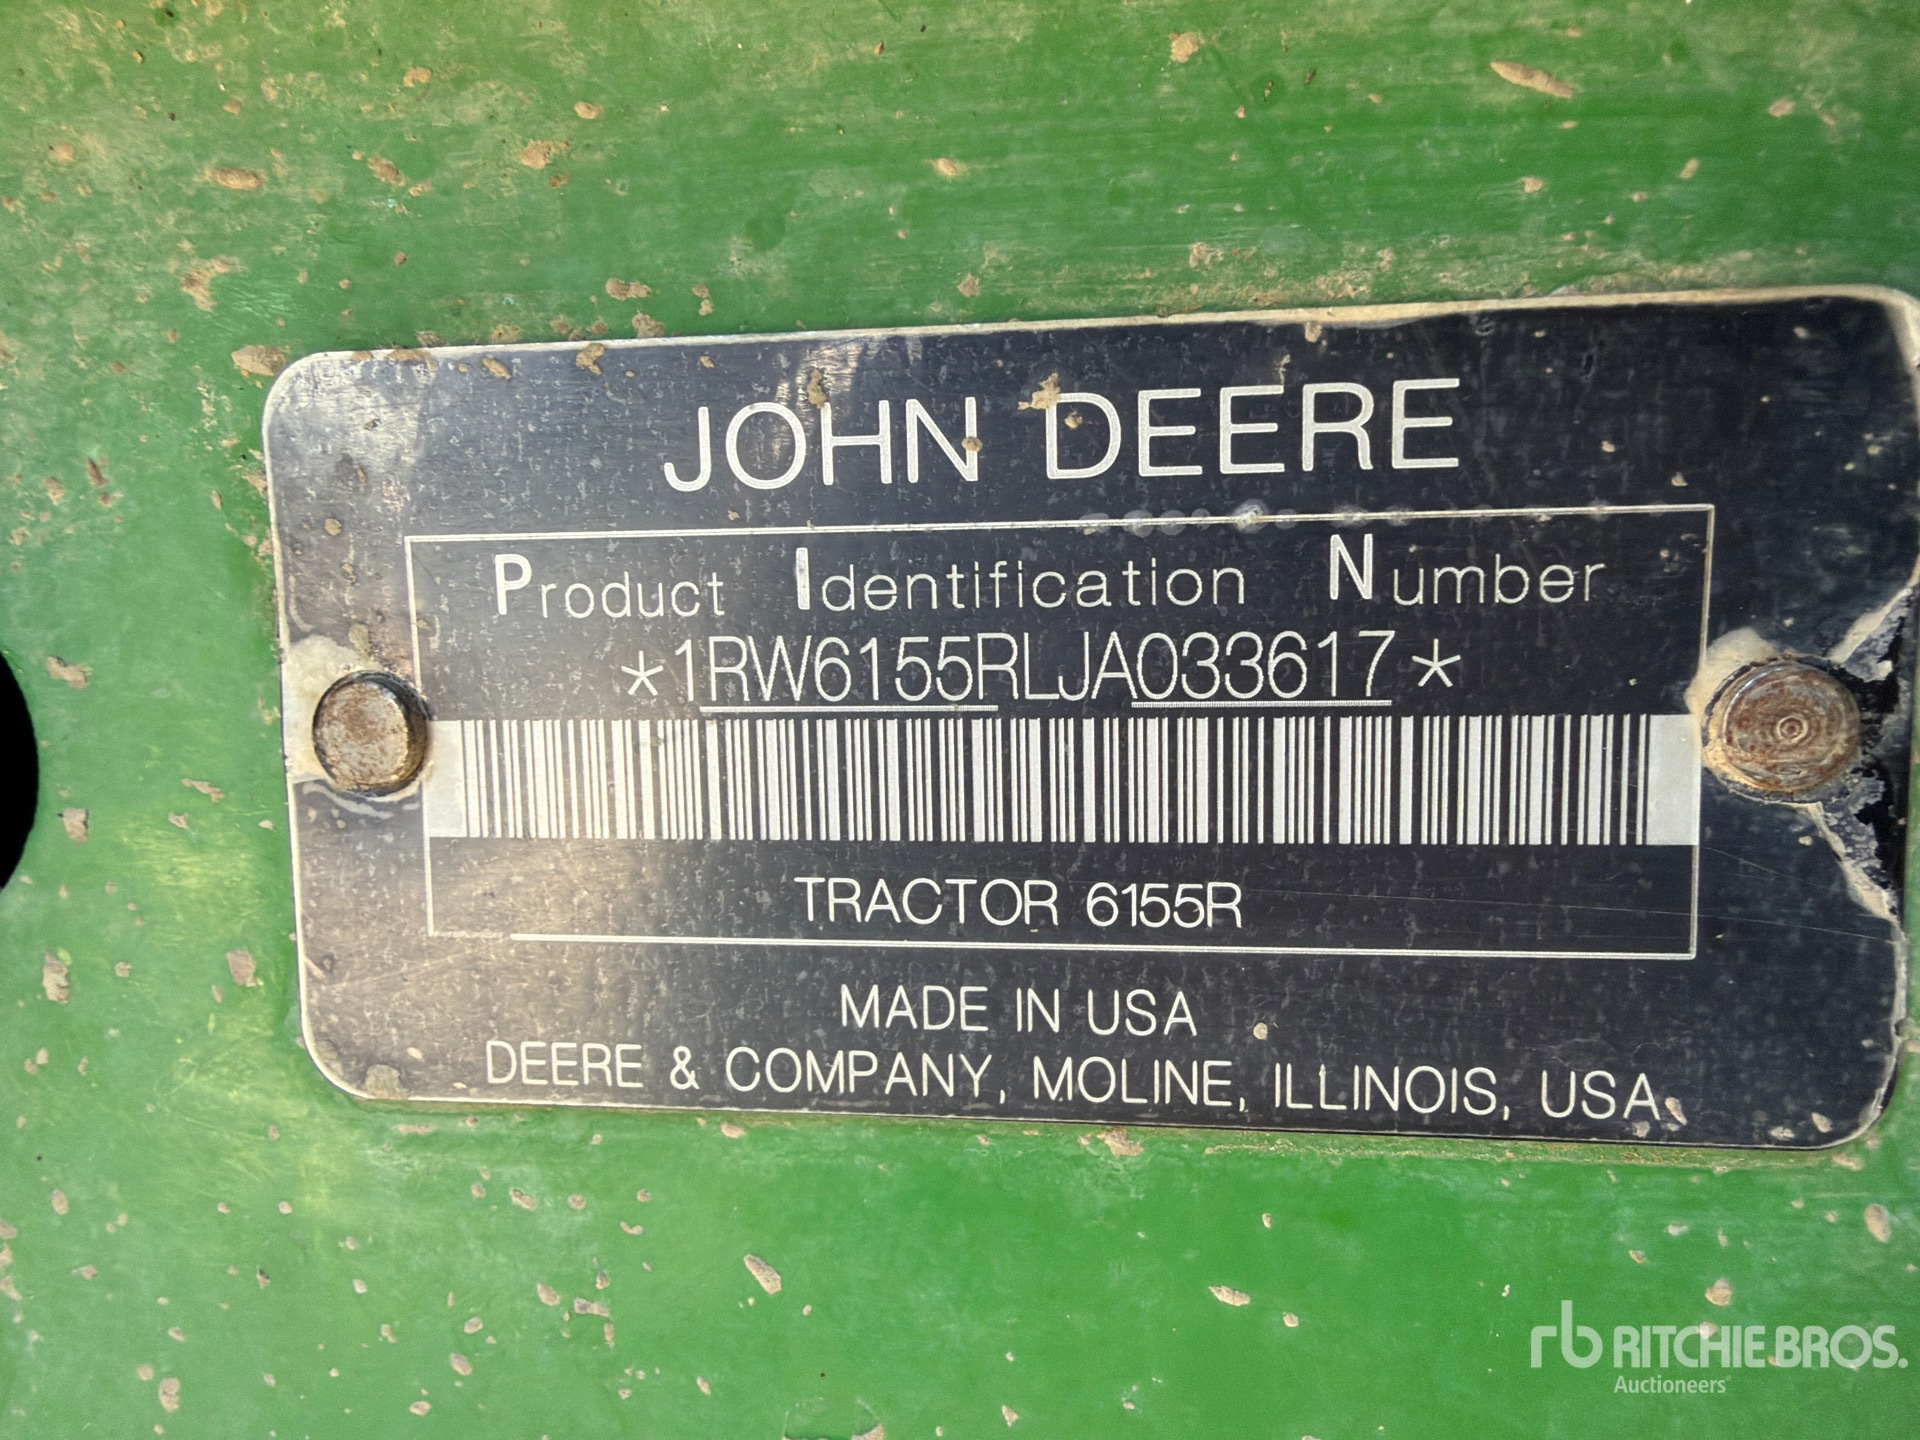 JOHN DEERE
Product Identification Number
*1RW6155RLJA033617*
TRACTOR 6155R
MADE IN USA
DEERE & COMPANY, MOLINE, ILLINOIS, USA
rb RITCHIE BROS.
Auctioneers